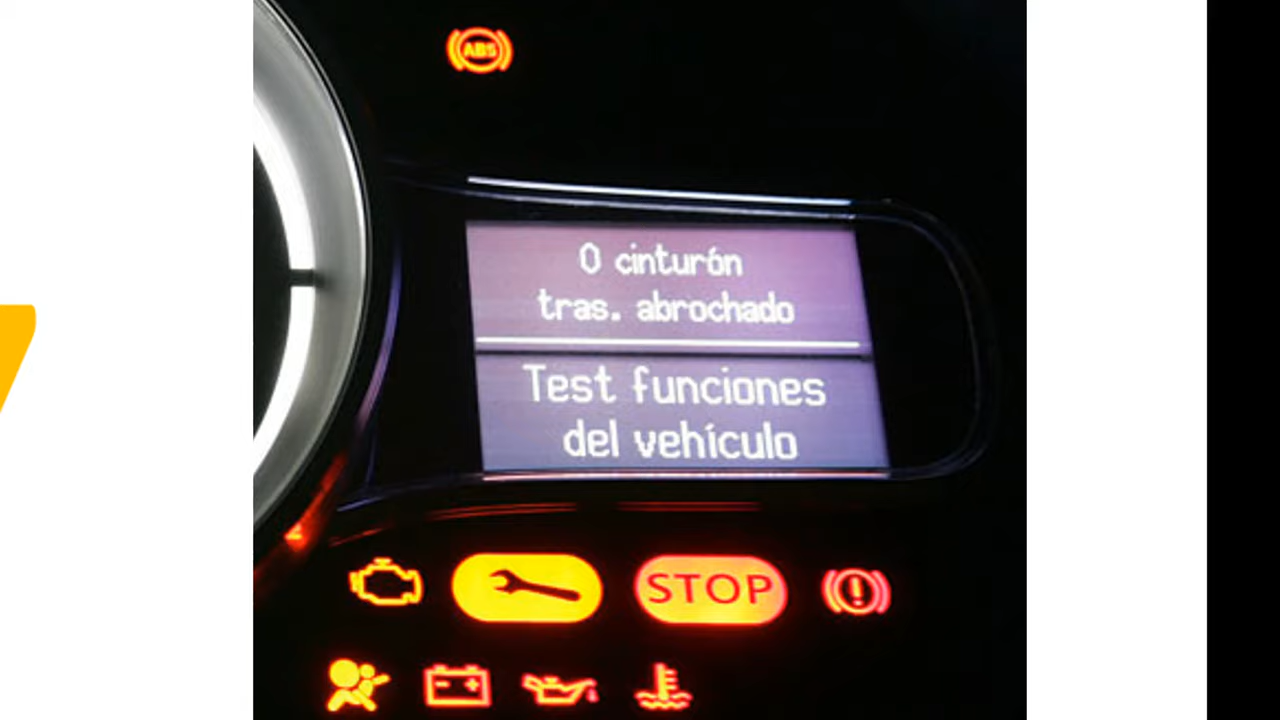 ABS
0 cinturón
tras. abrochado
Test funciones
del vehículo
STOP